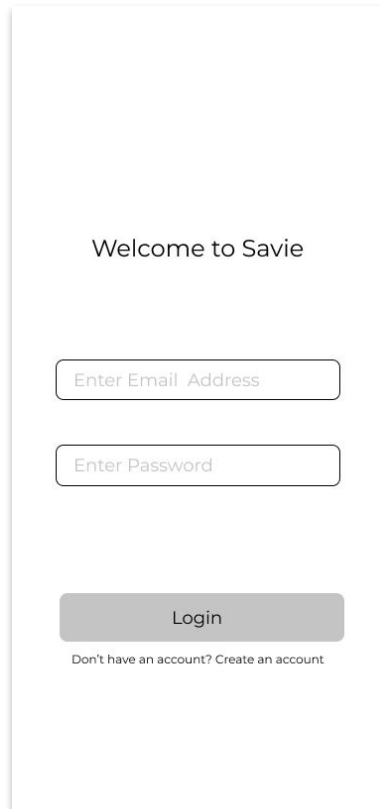 Welcome to Savie
Enter Email  Address
Enter Password
Login
Don't have an account? Create an account